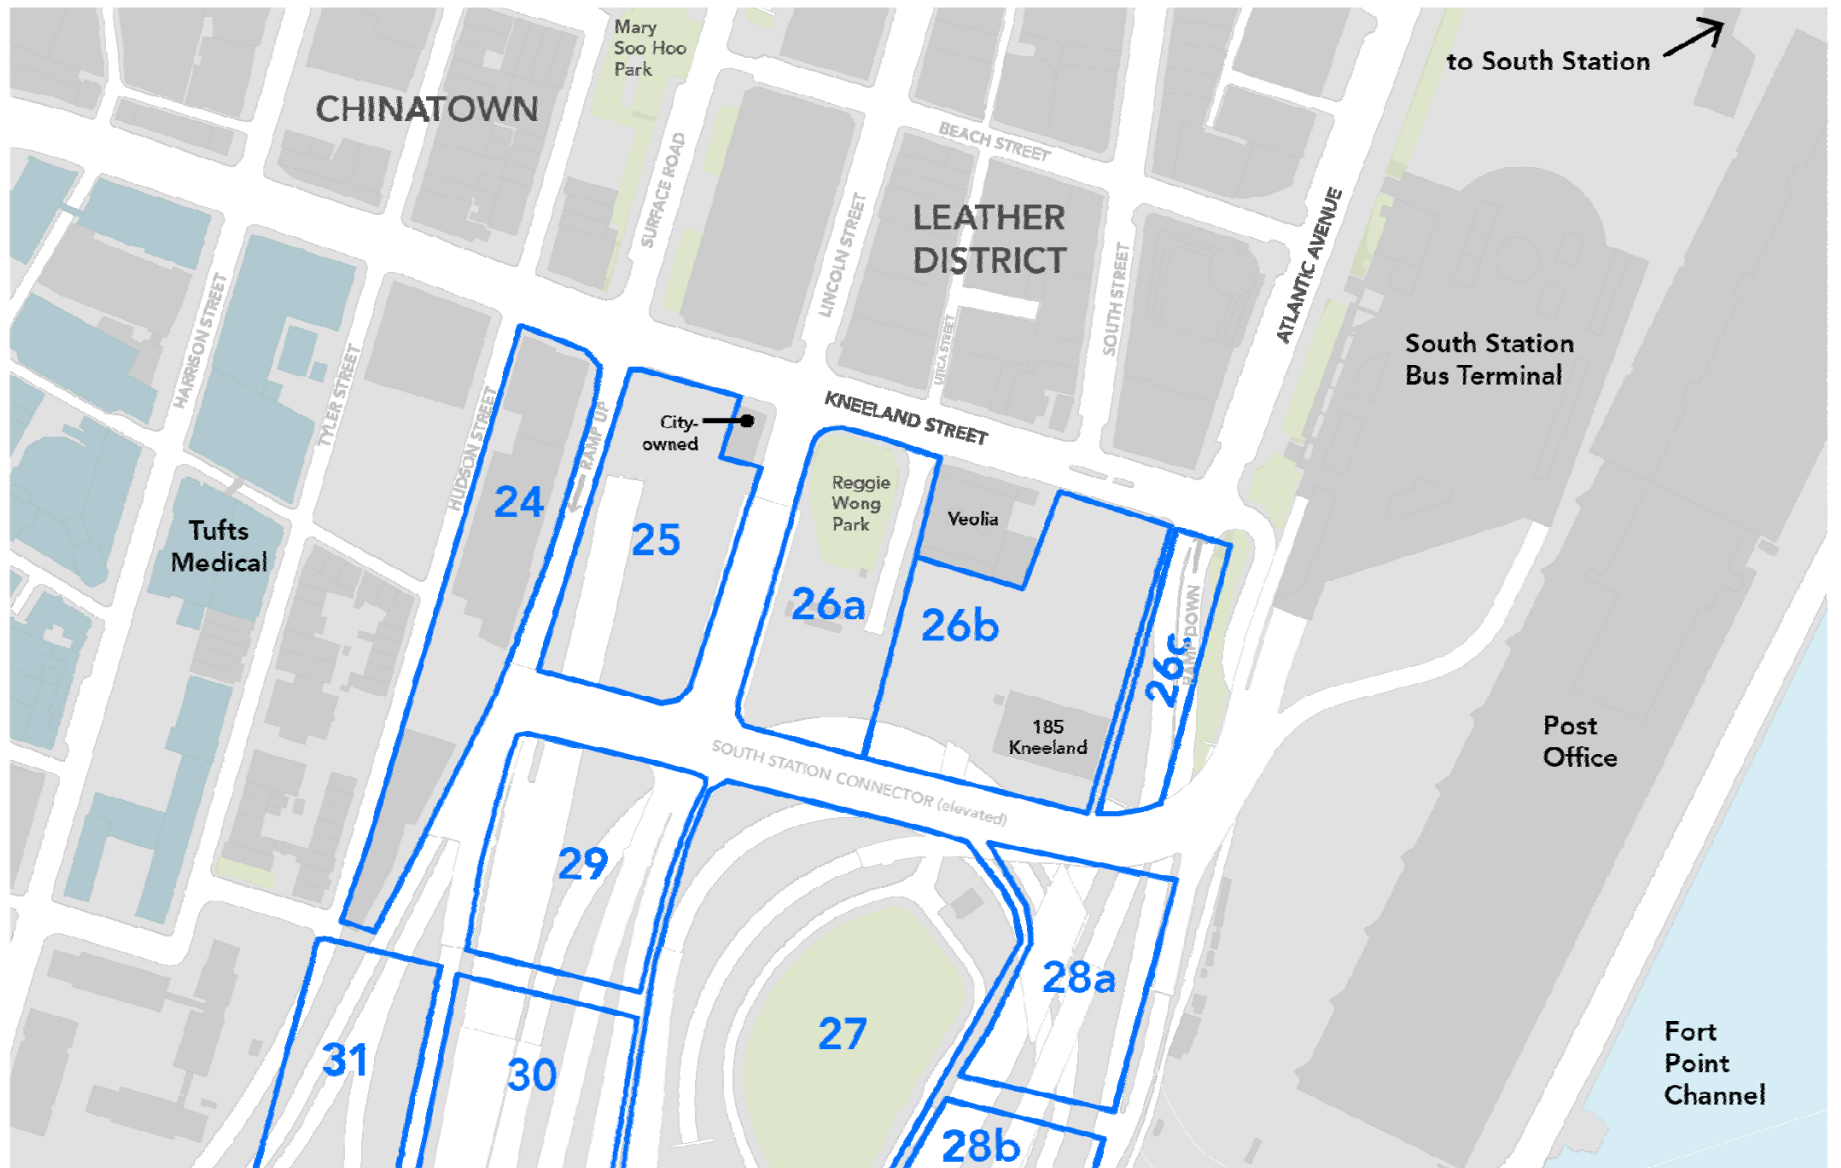 Mary
Soo Hoo
Park
to South Station
CHINATOWN
BEACH STREET
SURFACE ROAD
LEATHER
DISTRICT
LINCOLN STREET
SOUTH STREET
ATLANTIC AVENUE
UTICA STREET
HARRISON STREET
TYLER STREET
HUDSON STREET
RAMP UP
South Station
Bus Terminal
KNEELAND STREET
City-
owned
Reggie
Wong
Park
Veolia
24
25
Tufts
Medical
26a
26b
26c
RAMP DOWN
185
Kneeland
Post
Office
SOUTH STATION CONNECTOR (elevated)
29
28a
27
31
30
28b
Fort
Point
Channel